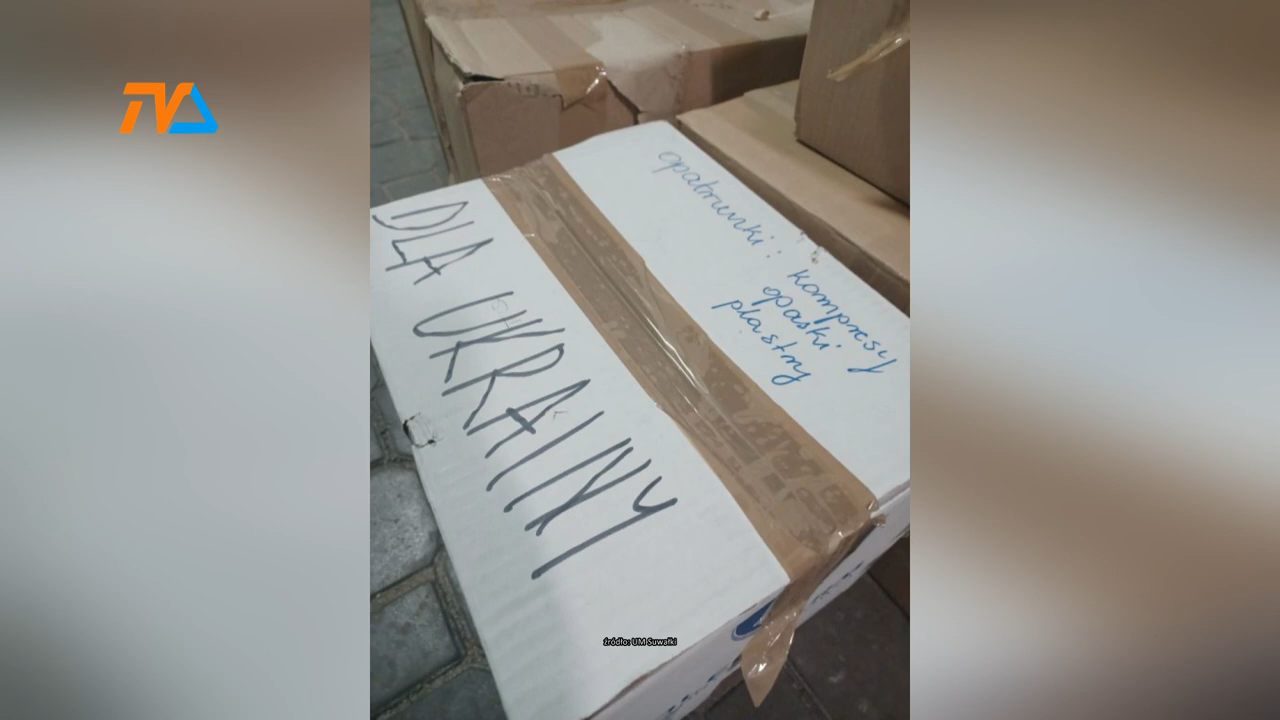 TVA
DLA UKRAINY
opatrunki: kompresy
opaski
plastry
źródło: UM Suwałki